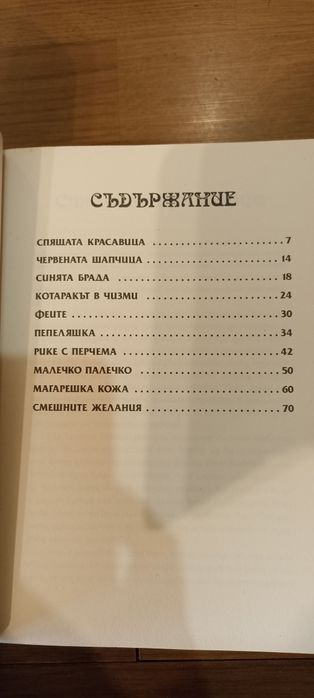 СЪДЪРЖАНИЕ
СПЯЩАТА КРАСАВИЦА ........................ 7
ЧЕРВЕНАТА ШАПЧИЦА ........................ 14
СИНЯТА БРАДА ........................ 18
КОТАРАКЪТ В ЧИЗМИ ........................ 24
ФЕИТЕ ........................ 30
ПЕПЕЛЯШКА ........................ 34
РИКЕ С ПЕРЧЕМА ........................ 42
МАЛЕЧКО ПАЛЕЧКО ........................ 50
МАГАРЕШКА КОЖА ........................ 60
СМЕШНИТЕ ЖЕЛАНИЯ ........................ 70